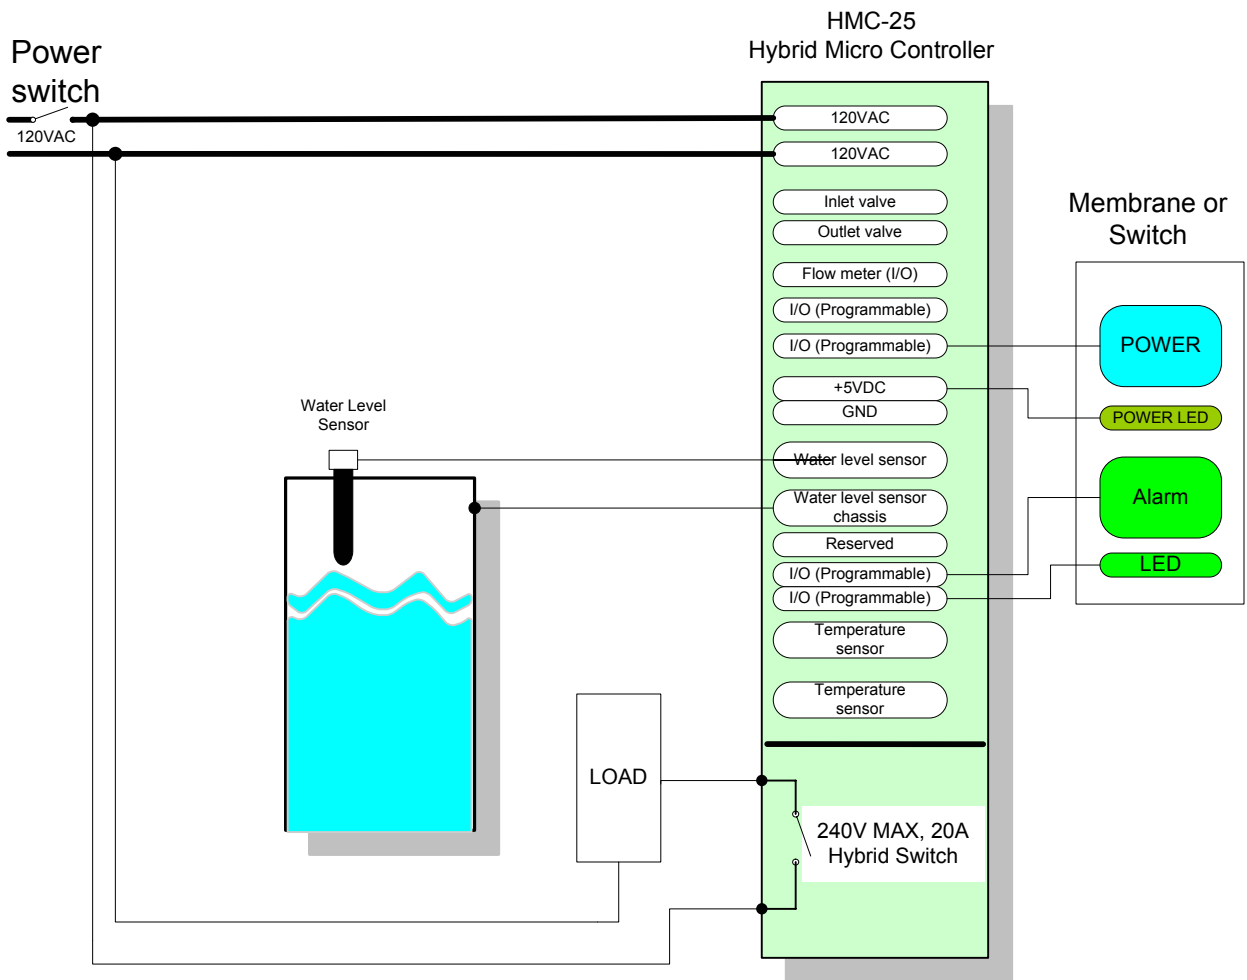 HMC-25
Hybrid Micro Controller
Power
switch
120VAC
120VAC
120VAC
Inlet valve
Outlet valve
Flow meter (I/O)
I/O (Programmable)
I/O (Programmable)
+5VDC
GND
Water level sensor
Water level sensor
chassis
Reserved
I/O (Programmable)
I/O (Programmable)
Temperature
sensor
Temperature
sensor
240V MAX, 20A
Hybrid Switch
Membrane or
Switch
POWER
POWER LED
Alarm
LED
Water Level
Sensor
LOAD